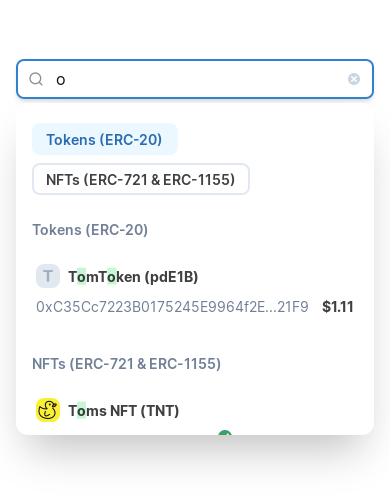 o
Tokens (ERC-20)
NFTs (ERC-721 & ERC-1155)
Tokens (ERC-20)
T TomToken (pdE1B)
0xC35Cc7223B0175245E9964f2E...21F9 $1.11
NFTs (ERC-721 & ERC-1155)
Toms NFT (TNT)